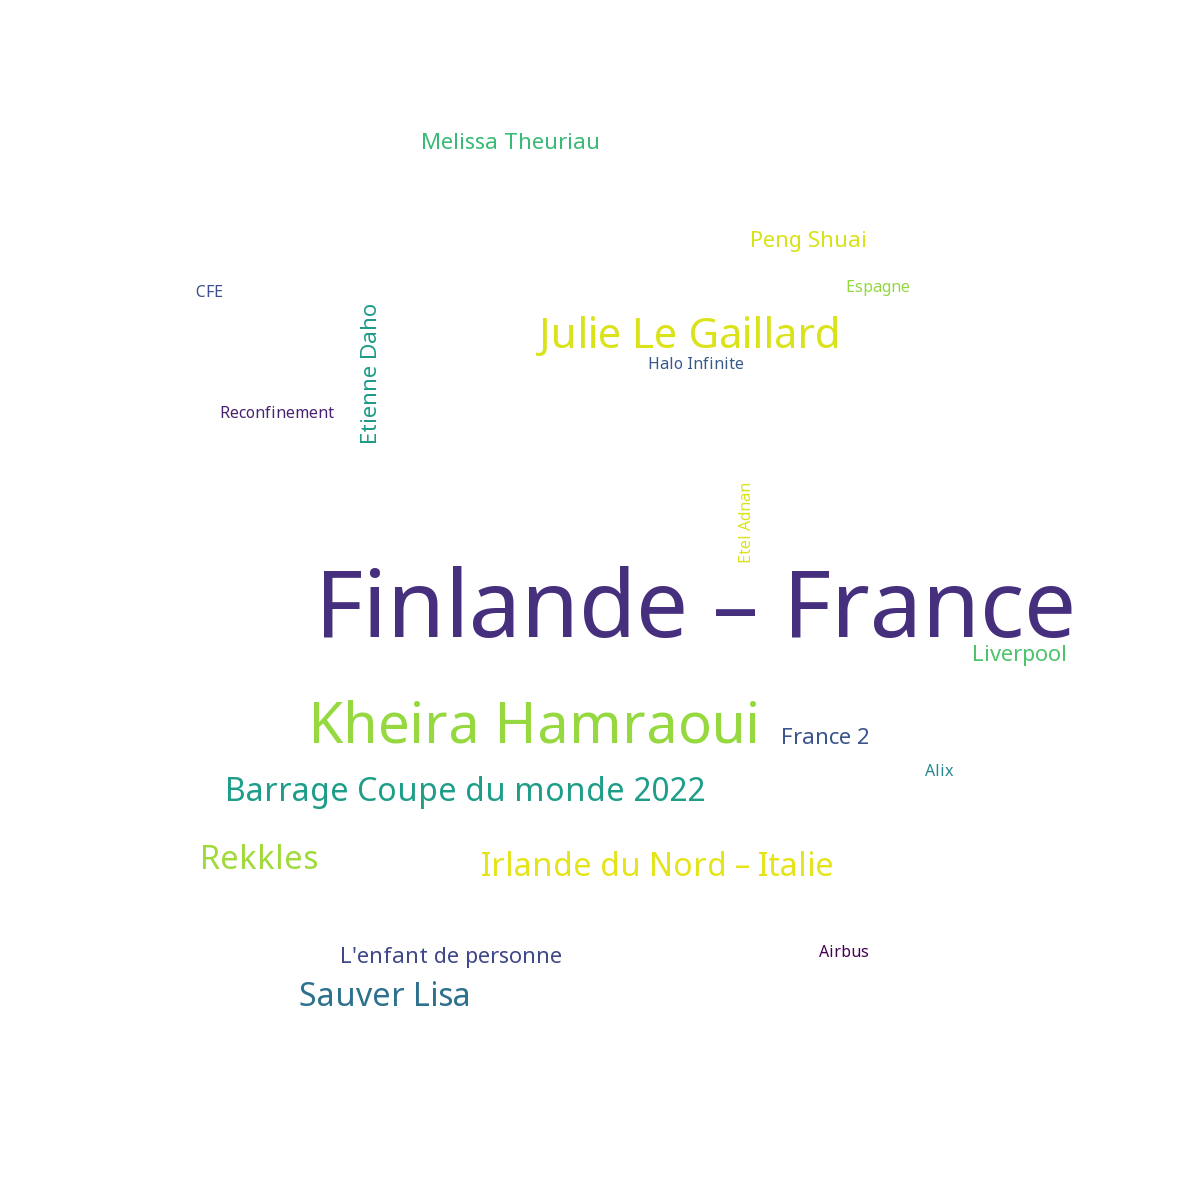 Melissa Theuriau
Peng Shuai
Espagne
CFE
Etienne Daho
Julie Le Gaillard
Halo Infinite
Reconfinement
Etel Adnan
Finlande – France
Liverpool
Kheira Hamraoui
France 2
Alix
Barrage Coupe du monde 2022
Rekkles
Irlande du Nord – Italie
L'enfant de personne
Airbus
Sauver Lisa